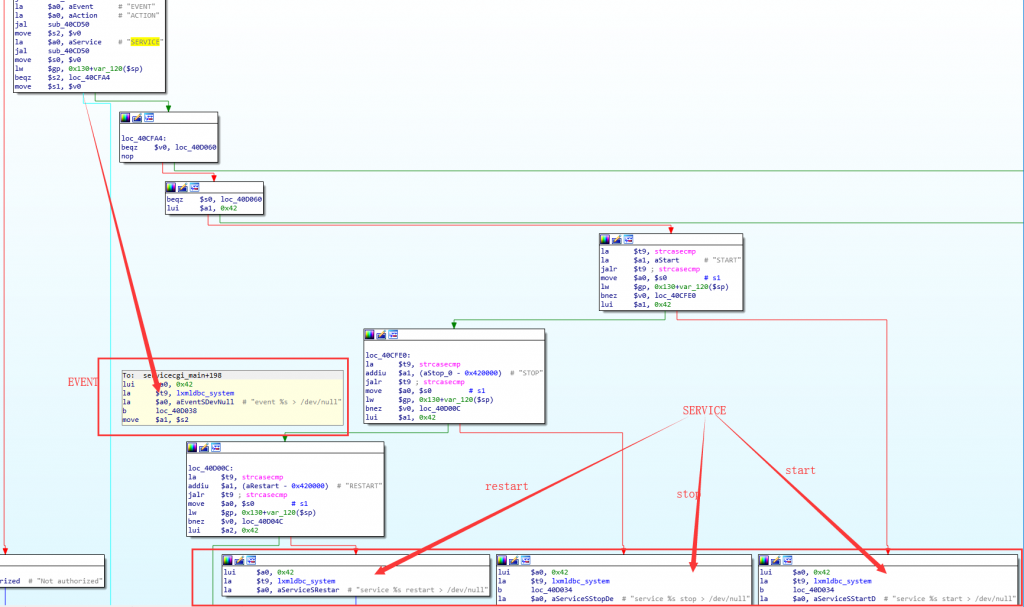 la $a0, aEvent # "EVENT"
la $a0, aAction # "ACTION"
jal sub_40CD50
move $s2, $v0
la $a0, aService # "SERVICE"
jal sub_40CD50
move $s0, $v0
lw $gp, 0x130+var_120($sp)
beqz $s2, loc_40CFA4
move $s1, $v0
loc_40CFA4:
beqz $v0, loc_40D060
nop
beqz $s0, loc_40D060
lui $a1, 0x42
la $t9, strcasecmp
la $a1, aStart # "START"
jalr $t9 ; strcasecmp
move $a0, $s0 # s1
lw $gp, 0x130+var_120($sp)
bnez $v0, loc_40CFE0
lui $a1, 0x42
loc_40CFE0:
la $t9, strcasecmp
addiu $a1, (aStop_0 - 0x420000) # "STOP"
jalr $t9 ; strcasecmp
move $a0, $s0 # s1
lw $gp, 0x130+var_120($sp)
bnez $v0, loc_40D00C
lui $a1, 0x42
EVENT
To: servicecgi_main+198
lui $a0, 0x42
la $t9, lxmldbc_system
la $a0, aEventSDevNull # "event %s > /dev/null"
b loc_40D038
move $a1, $s2
SERVICE
restart
stop
start
loc_40D00C:
la $t9, strcasecmp
addiu $a1, (aRestart - 0x420000) # "RESTART"
jalr $t9 ; strcasecmp
move $a0, $s0 # s1
lw $gp, 0x130+var_120($sp)
bnez $v0, loc_40D04C
lui $a2, 0x42
rized # "Not authorized"
lui $a0, 0x42
la $t9, lxmldbc_system
la $a0, aServiceSRestar # "service %s restart > /dev/null"
lui $a0, 0x42
la $t9, lxmldbc_system
b loc_40D034
la $a0, aServiceSStopDe # "service %s stop > /dev/null"
lui $a0, 0x42
la $t9, lxmldbc_system
b loc_40D034
la $a0, aServiceSStartD # "service %s start > /dev/null"